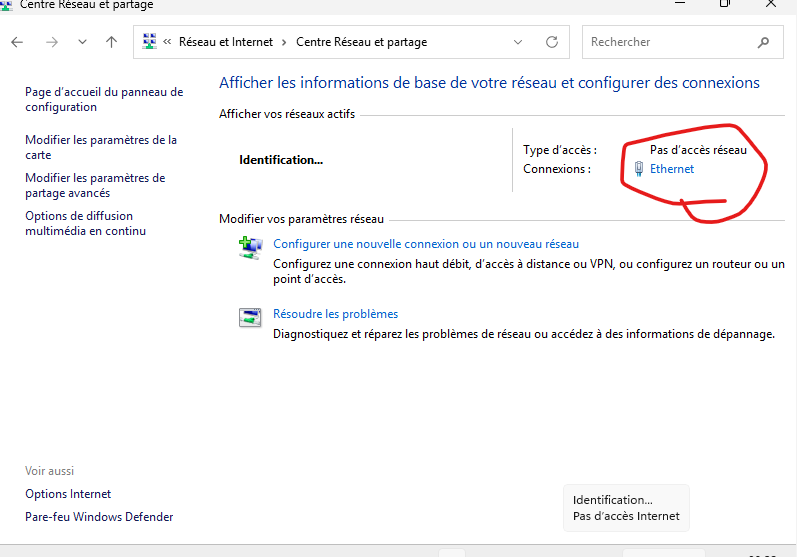 Centre Réseau et partage
« Réseau et Internet › Centre Réseau et partage
Rechercher
Page d'accueil du panneau de
configuration
Modifier les paramètres de la
carte
Modifier les paramètres de
partage avancés
Options de diffusion
multimédia en continu
Afficher les informations de base de votre réseau et configurer des connexions
Afficher vos réseaux actifs
Identification...
Type d'accès :
Pas d'accès réseau
Connexions :
Ethernet
Modifier vos paramètres réseau
Configurer une nouvelle connexion ou un nouveau réseau
Configurez une connexion haut débit, d'accès à distance ou VPN, ou configurez un routeur ou un
point d'accès.
Résoudre les problèmes
Diagnostiquez et réparez les problèmes de réseau ou accédez à des informations de dépannage.
Voir aussi
Options Internet
Pare-feu Windows Defender
Identification...
Pas d'accès Internet